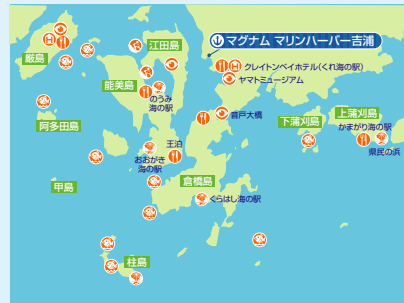 マグナム マリンハーバー吉浦
江田島
厳島
クレイトンベイホテル(くれ海の駅)
ヤマトミュージアム
能美島
のうみ
海の駅
音戸大橋
上蒲刈島
下蒲刈島
かまがり海の駅
県民の浜
阿多田島
王泊
おおがき
海の駅
倉橋島
甲島
くらはし海の駅
柱島